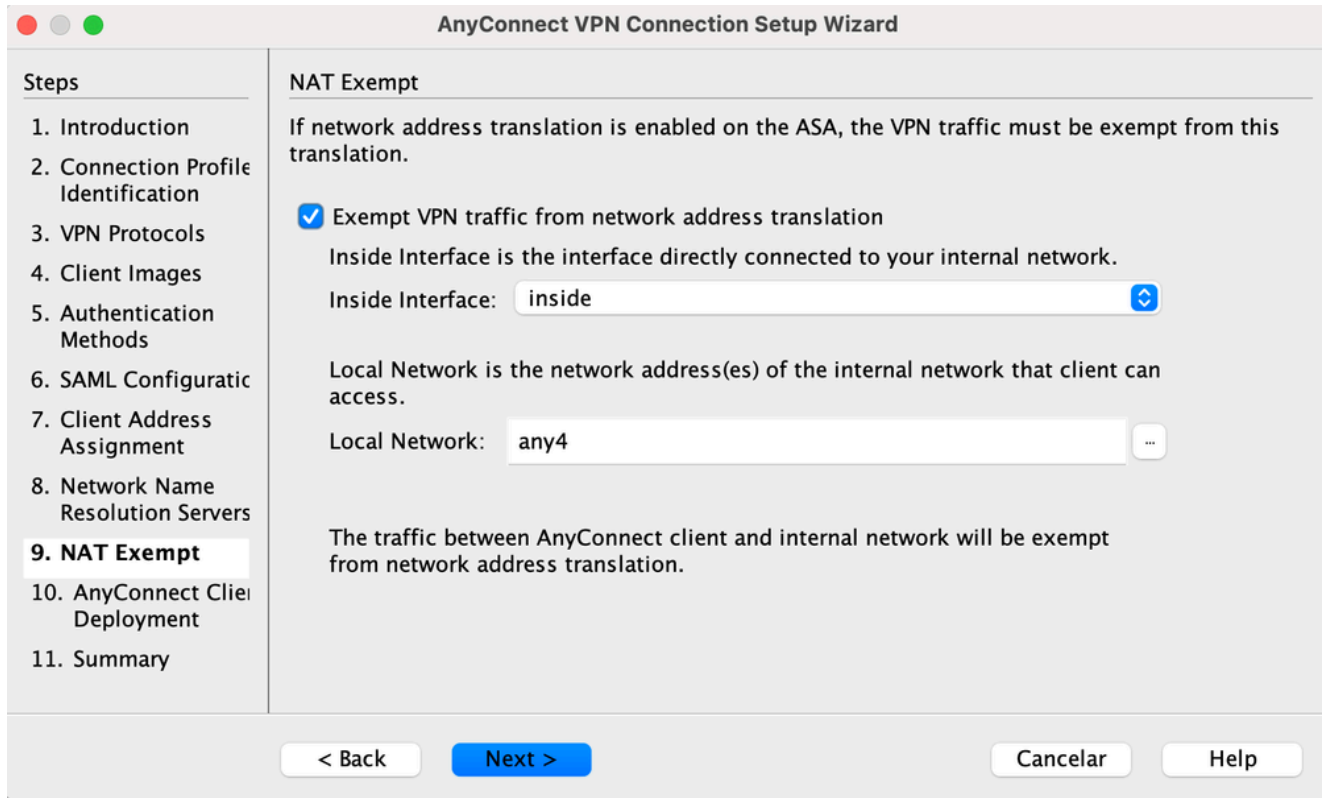 AnyConnect VPN Connection Setup Wizard
Steps
1. Introduction
2. Connection Profile
Identification
3. VPN Protocols
4. Client Images
5. Authentication
Methods
6. SAML Configuratic
7. Client Address
Assignment
8. Network Name
Resolution Servers
9. NAT Exempt
10. AnyConnect Clien
Deployment
11. Summary
NAT Exempt
If network address translation is enabled on the ASA, the VPN traffic must be exempt from this
translation.
Exempt VPN traffic from network address translation
Inside Interface is the interface directly connected to your internal network.
Inside Interface: inside
Local Network is the network address(es) of the internal network that client can
access.
Local Network: any4 ...
The traffic between AnyConnect client and internal network will be exempt
from network address translation.
< Back Next > Cancelar Help